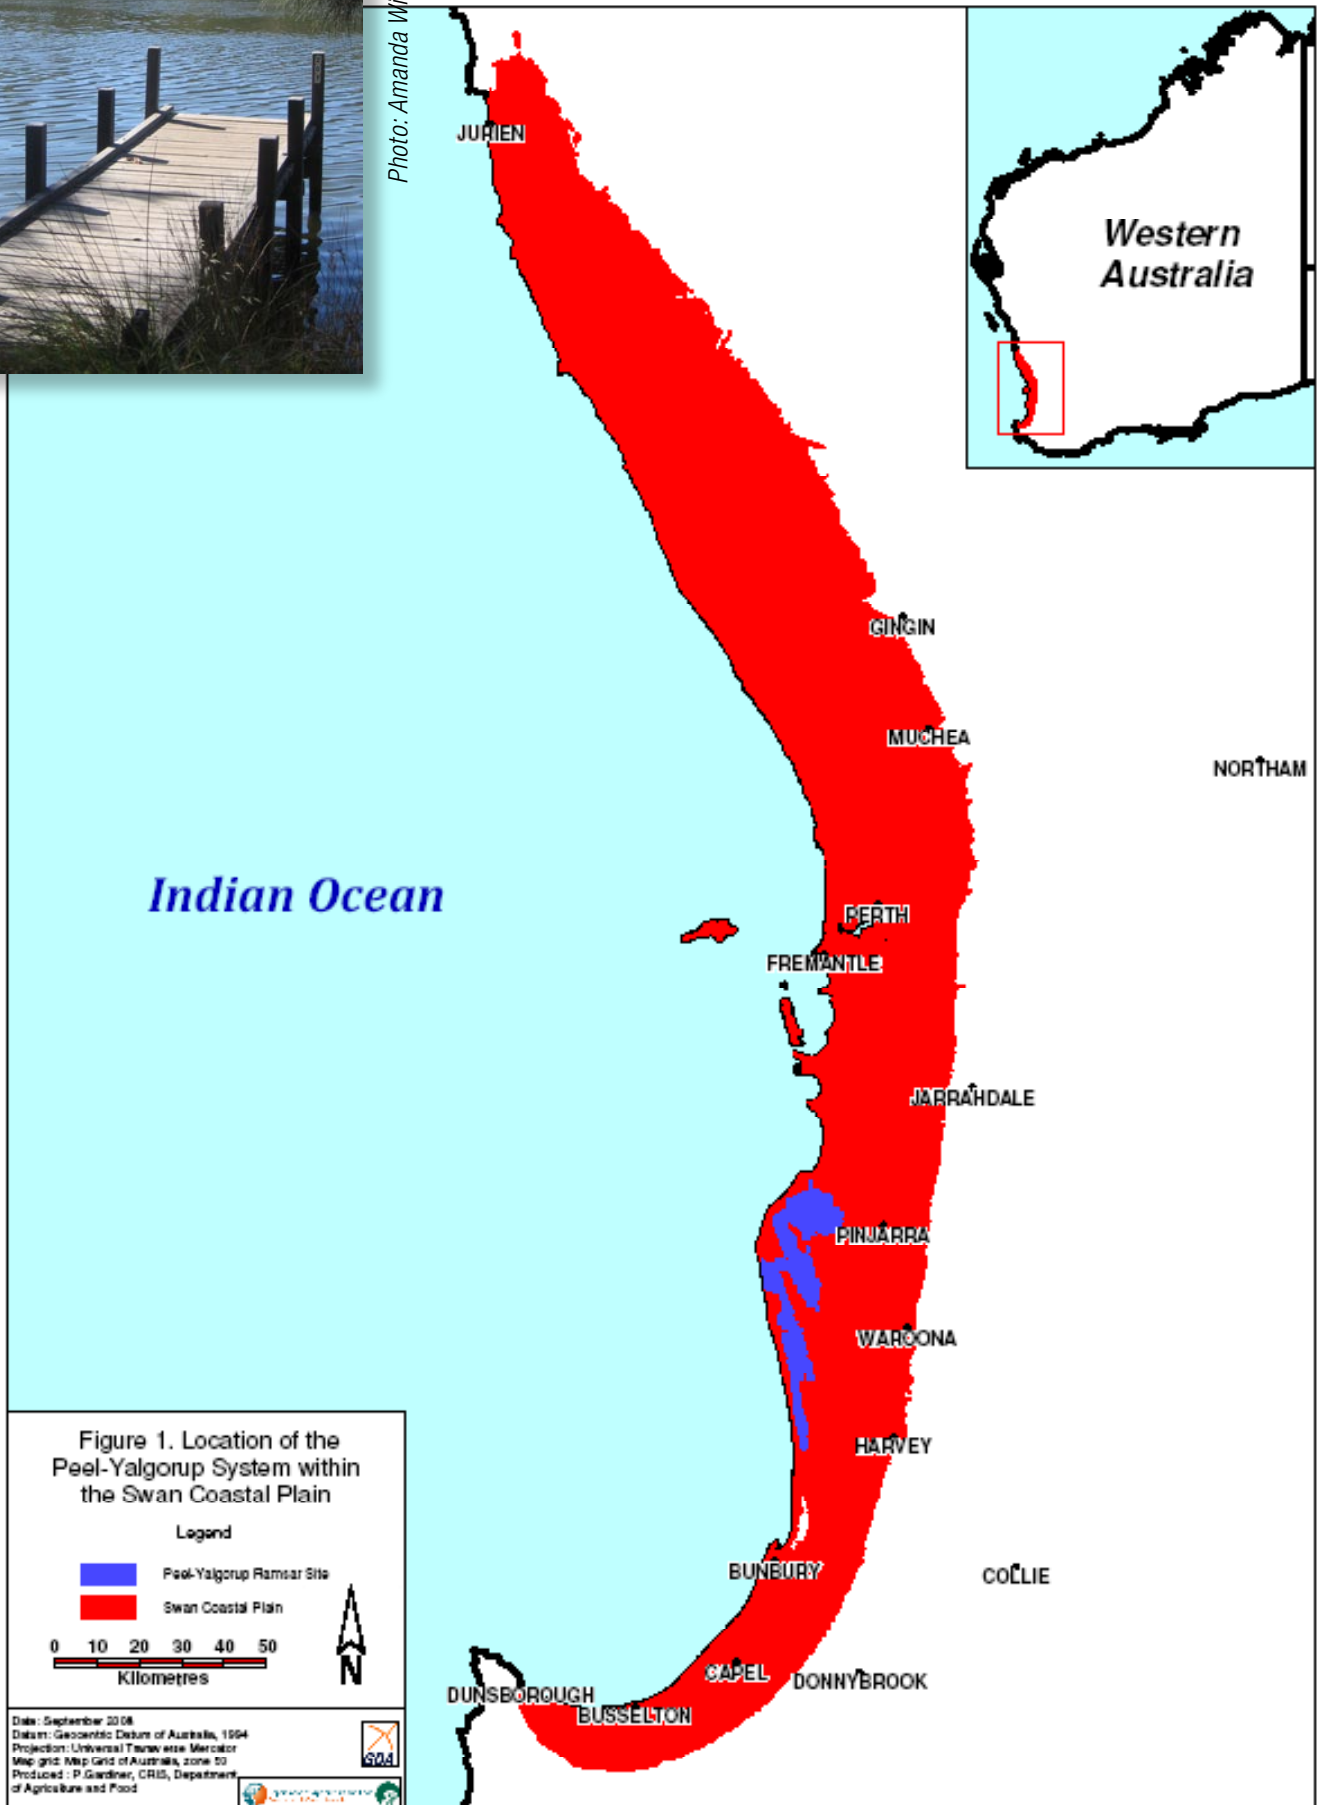 Photo: Amanda Wi
JURIEN
Western
Australia
GINGIN
MUCHEA
NORTHAM
Indian Ocean
PERTH
FREMANTLE
JARRAHDALE
PINJARRA
WAROONA
HARVEY
BUNBURY
COLLIE
CAPEL
DONNYBROOK
DUNSBOROUGH
BUSSELTON
Figure 1. Location of the
Peel-Yalgorup System within
the Swan Coastal Plain
Legend
Peel-Yalgorup Ramsar Site
Swan Coastal Plain
0 10 20 30 40 50
Kilometres
N
Date: September 2008
Datum: Geocentric Datum of Australia, 1994
Projection: Universal Transverse Mercator
Map grid: Map Grid of Australia, zone 50
Produced : P.Gardiner, CRIS, Department
of Agriculture and Food
GDA